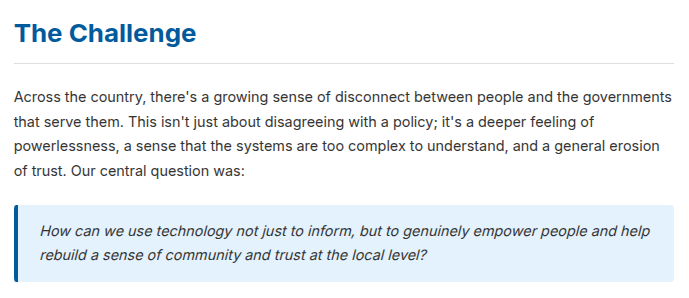 The Challenge
Across the country, there's a growing sense of disconnect between people and the governments
that serve them. This isn't just about disagreeing with a policy; it's a deeper feeling of
powerlessness, a sense that the systems are too complex to understand, and a general erosion
of trust. Our central question was:
How can we use technology not just to inform, but to genuinely empower people and help
rebuild a sense of community and trust at the local level?